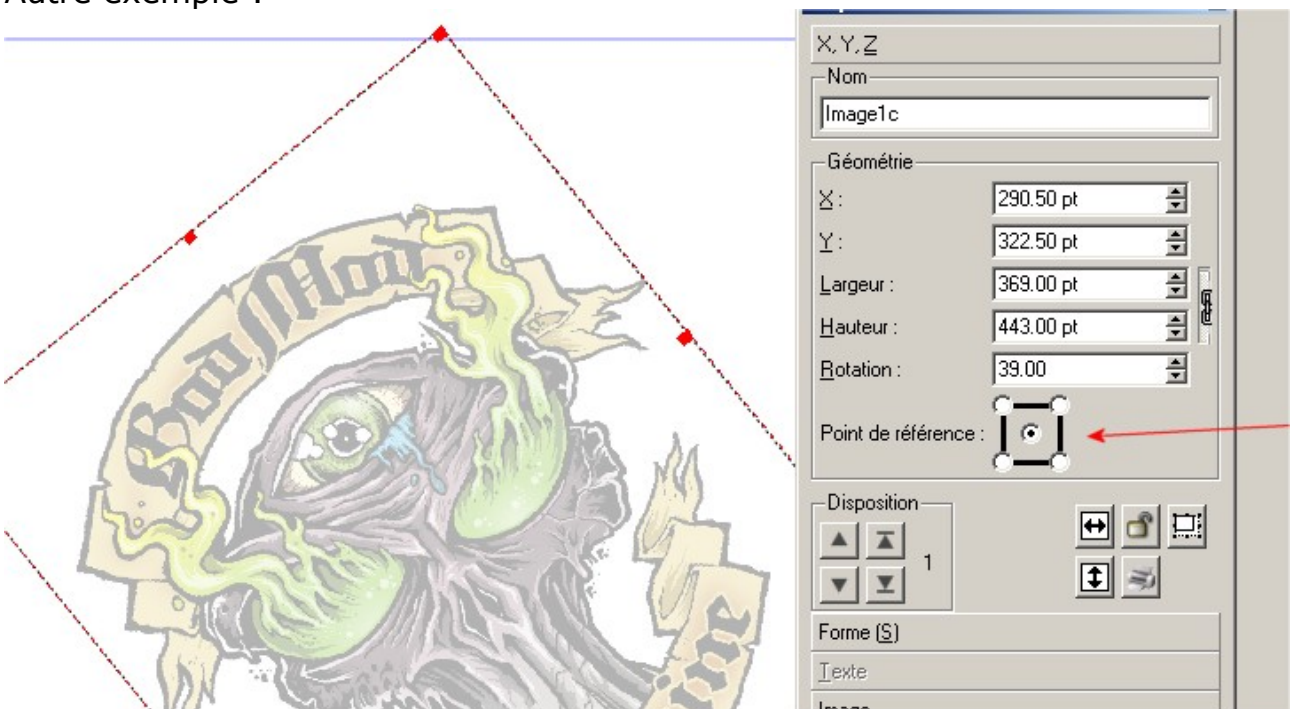 Autre exemple :
X, Y, Z
Nom
Image1c
Géométrie
X :
290.50 pt
Y :
322.50 pt
Largeur :
369.00 pt
Hauteur :
443.00 pt
Rotation :
39.00
Point de référence :
Disposition
1
Forme (S)
Texte
Image